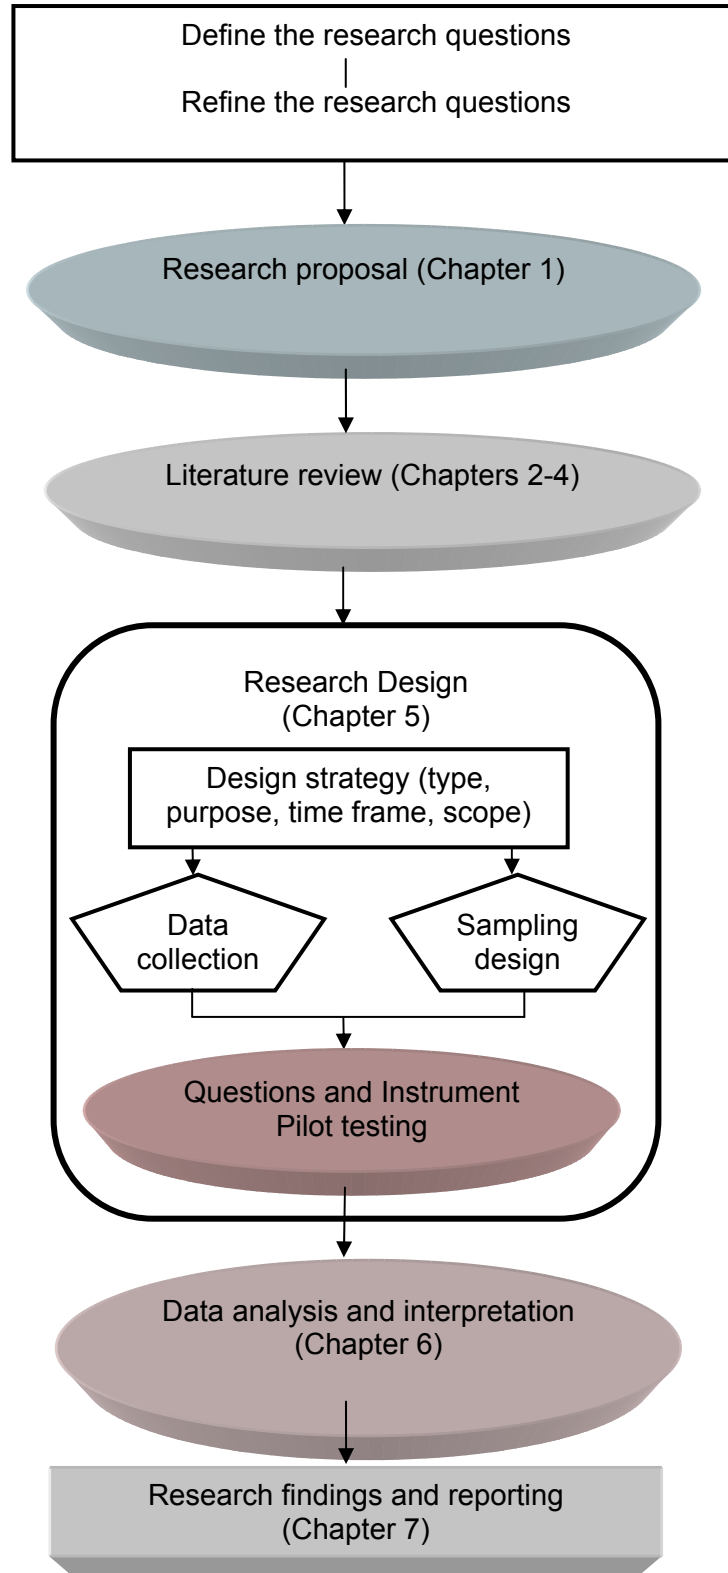 Define the research questions
Refine the research questions
Research proposal (Chapter 1)
Literature review (Chapters 2-4)
Research Design
(Chapter 5)
Design strategy (type,
purpose, time frame, scope)
Data
collection
Sampling
design
Questions and Instrument
Pilot testing
Data analysis and interpretation
(Chapter 6)
Research findings and reporting
(Chapter 7)